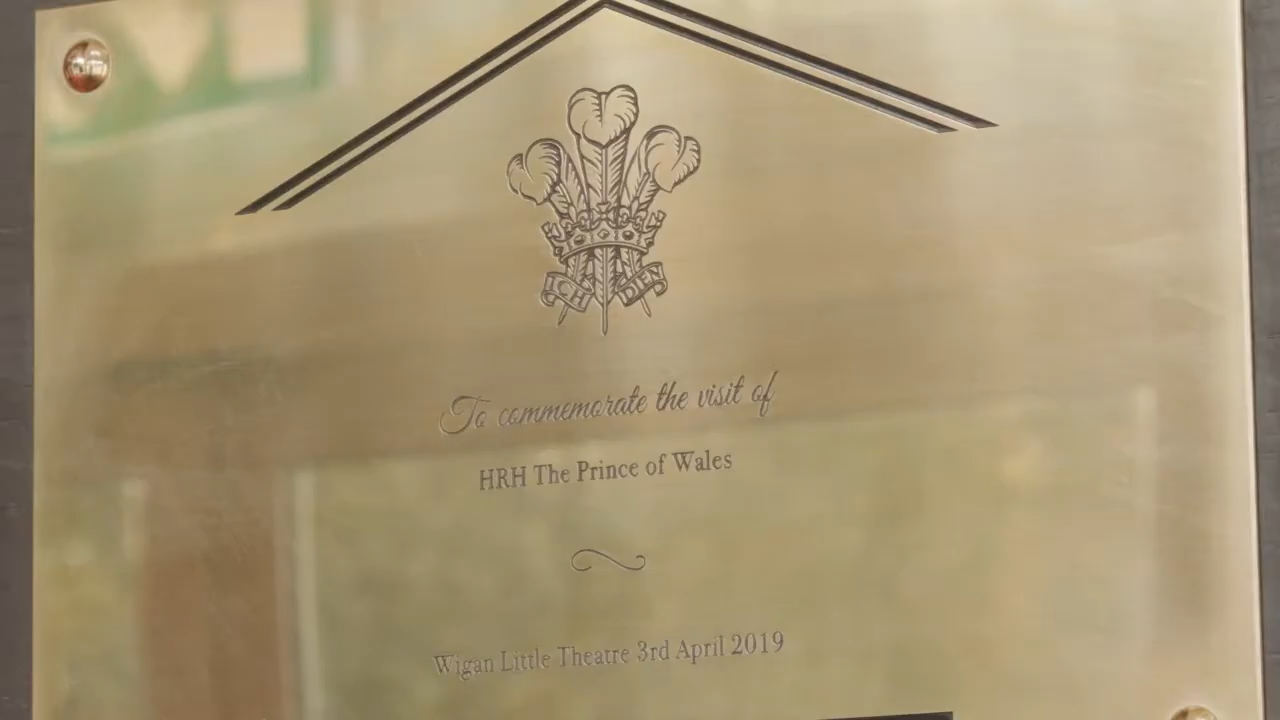 ICH DIEN
To commemorate the visit of
HRH The Prince of Wales
Wigan Little Theatre 3rd April 2019